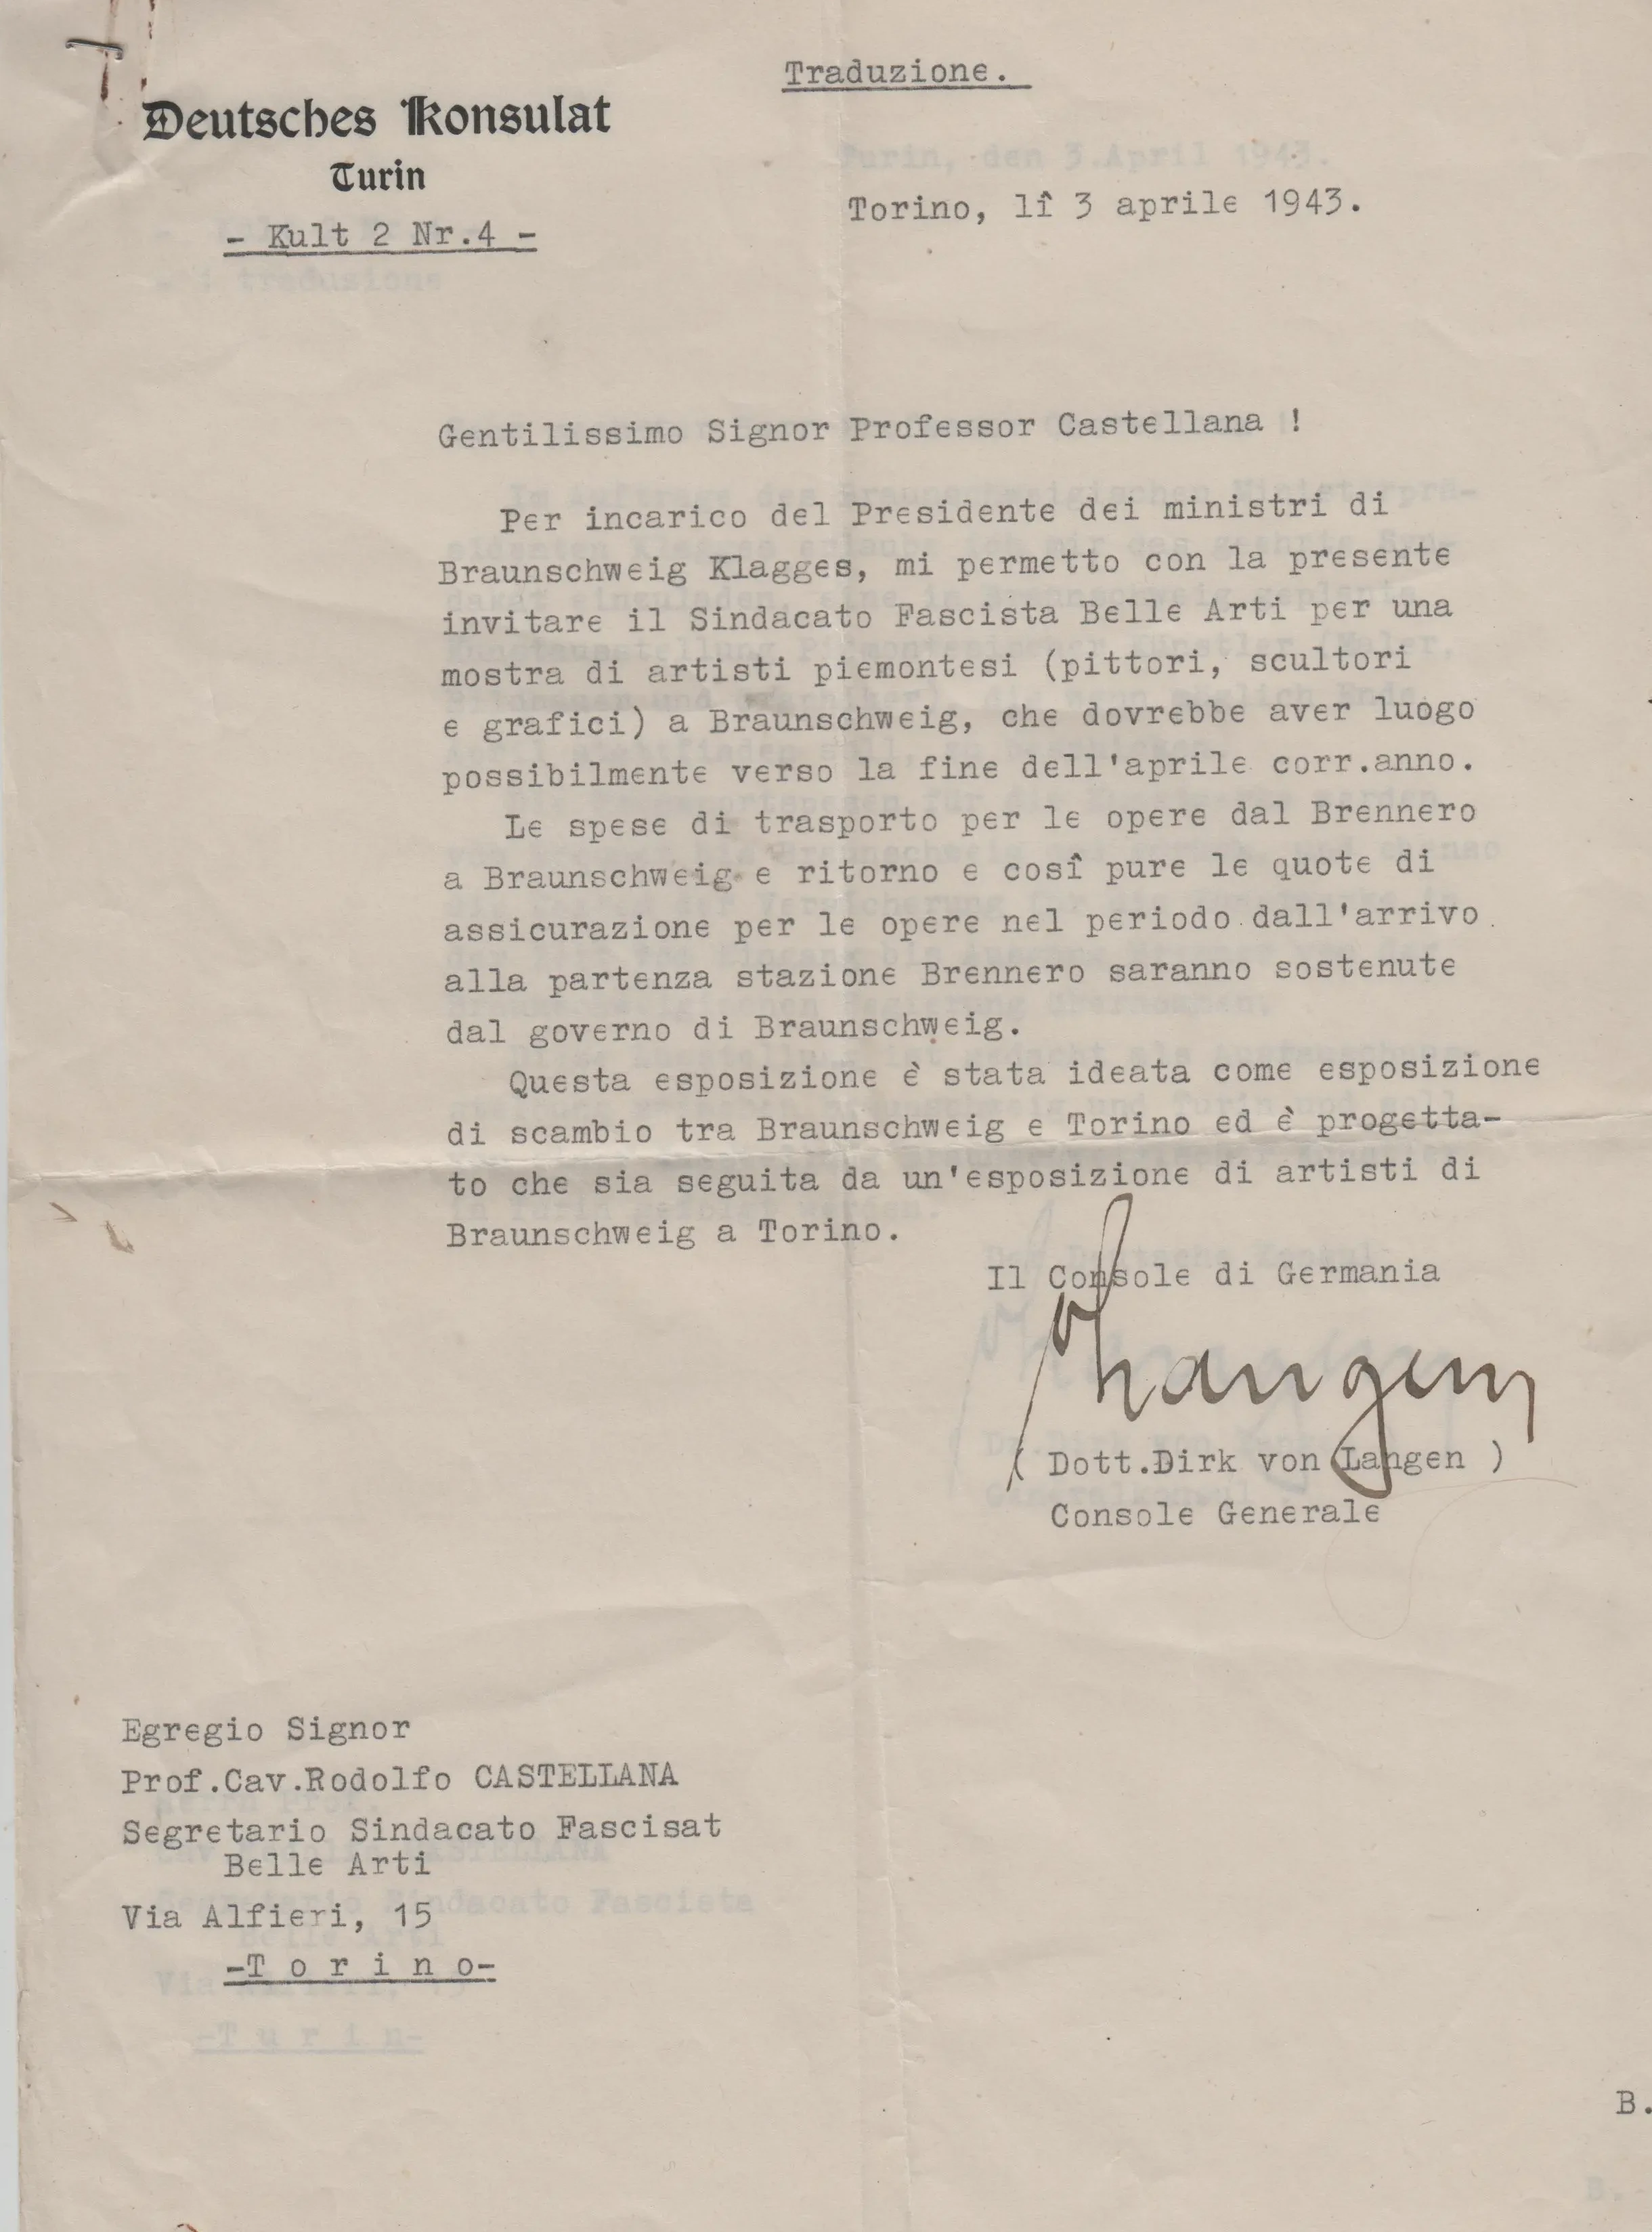 Traduzione.
Deutsches Konsulat
Turin
- Kult 2 Nr.4 -
Turin, den 3.April 1943.
Torino, lî 3 aprile 1943.
Gentilissimo Signor Professor Castellana !
Per incarico del Presidente dei ministri di
Braunschweig Klagges, mi permetto con la presente
invitare il Sindacato Fascista Belle Arti per una
mostra di artisti piemontesi (pittori, scultori
e grafici) a Braunschweig, che dovrebbe aver luogo
possibilmente verso la fine dell'aprile corr.anno.
Le spese di trasporto per le opere dal Brennero
a Braunschweig e ritorno e cosî pure le quote di
assicurazione per le opere nel periodo dall'arrivo
alla partenza stazione Brennero saranno sostenute
dal governo di Braunschweig.
Questa esposizione è stata ideata come esposizione
di scambio tra Braunschweig e Torino ed è progetta-
to che sia seguita da un'esposizione di artisti di
Braunschweig a Torino.
Il Console di Germania
( Dott.Dirk von Langen )
Console Generale
Egregio Signor
Prof.Cav.Rodolfo CASTELLANA
Segretario Sindacato Fascisat
Belle Arti
Via Alfieri, 15
-T o r i n o-
-T u r i n-
B.